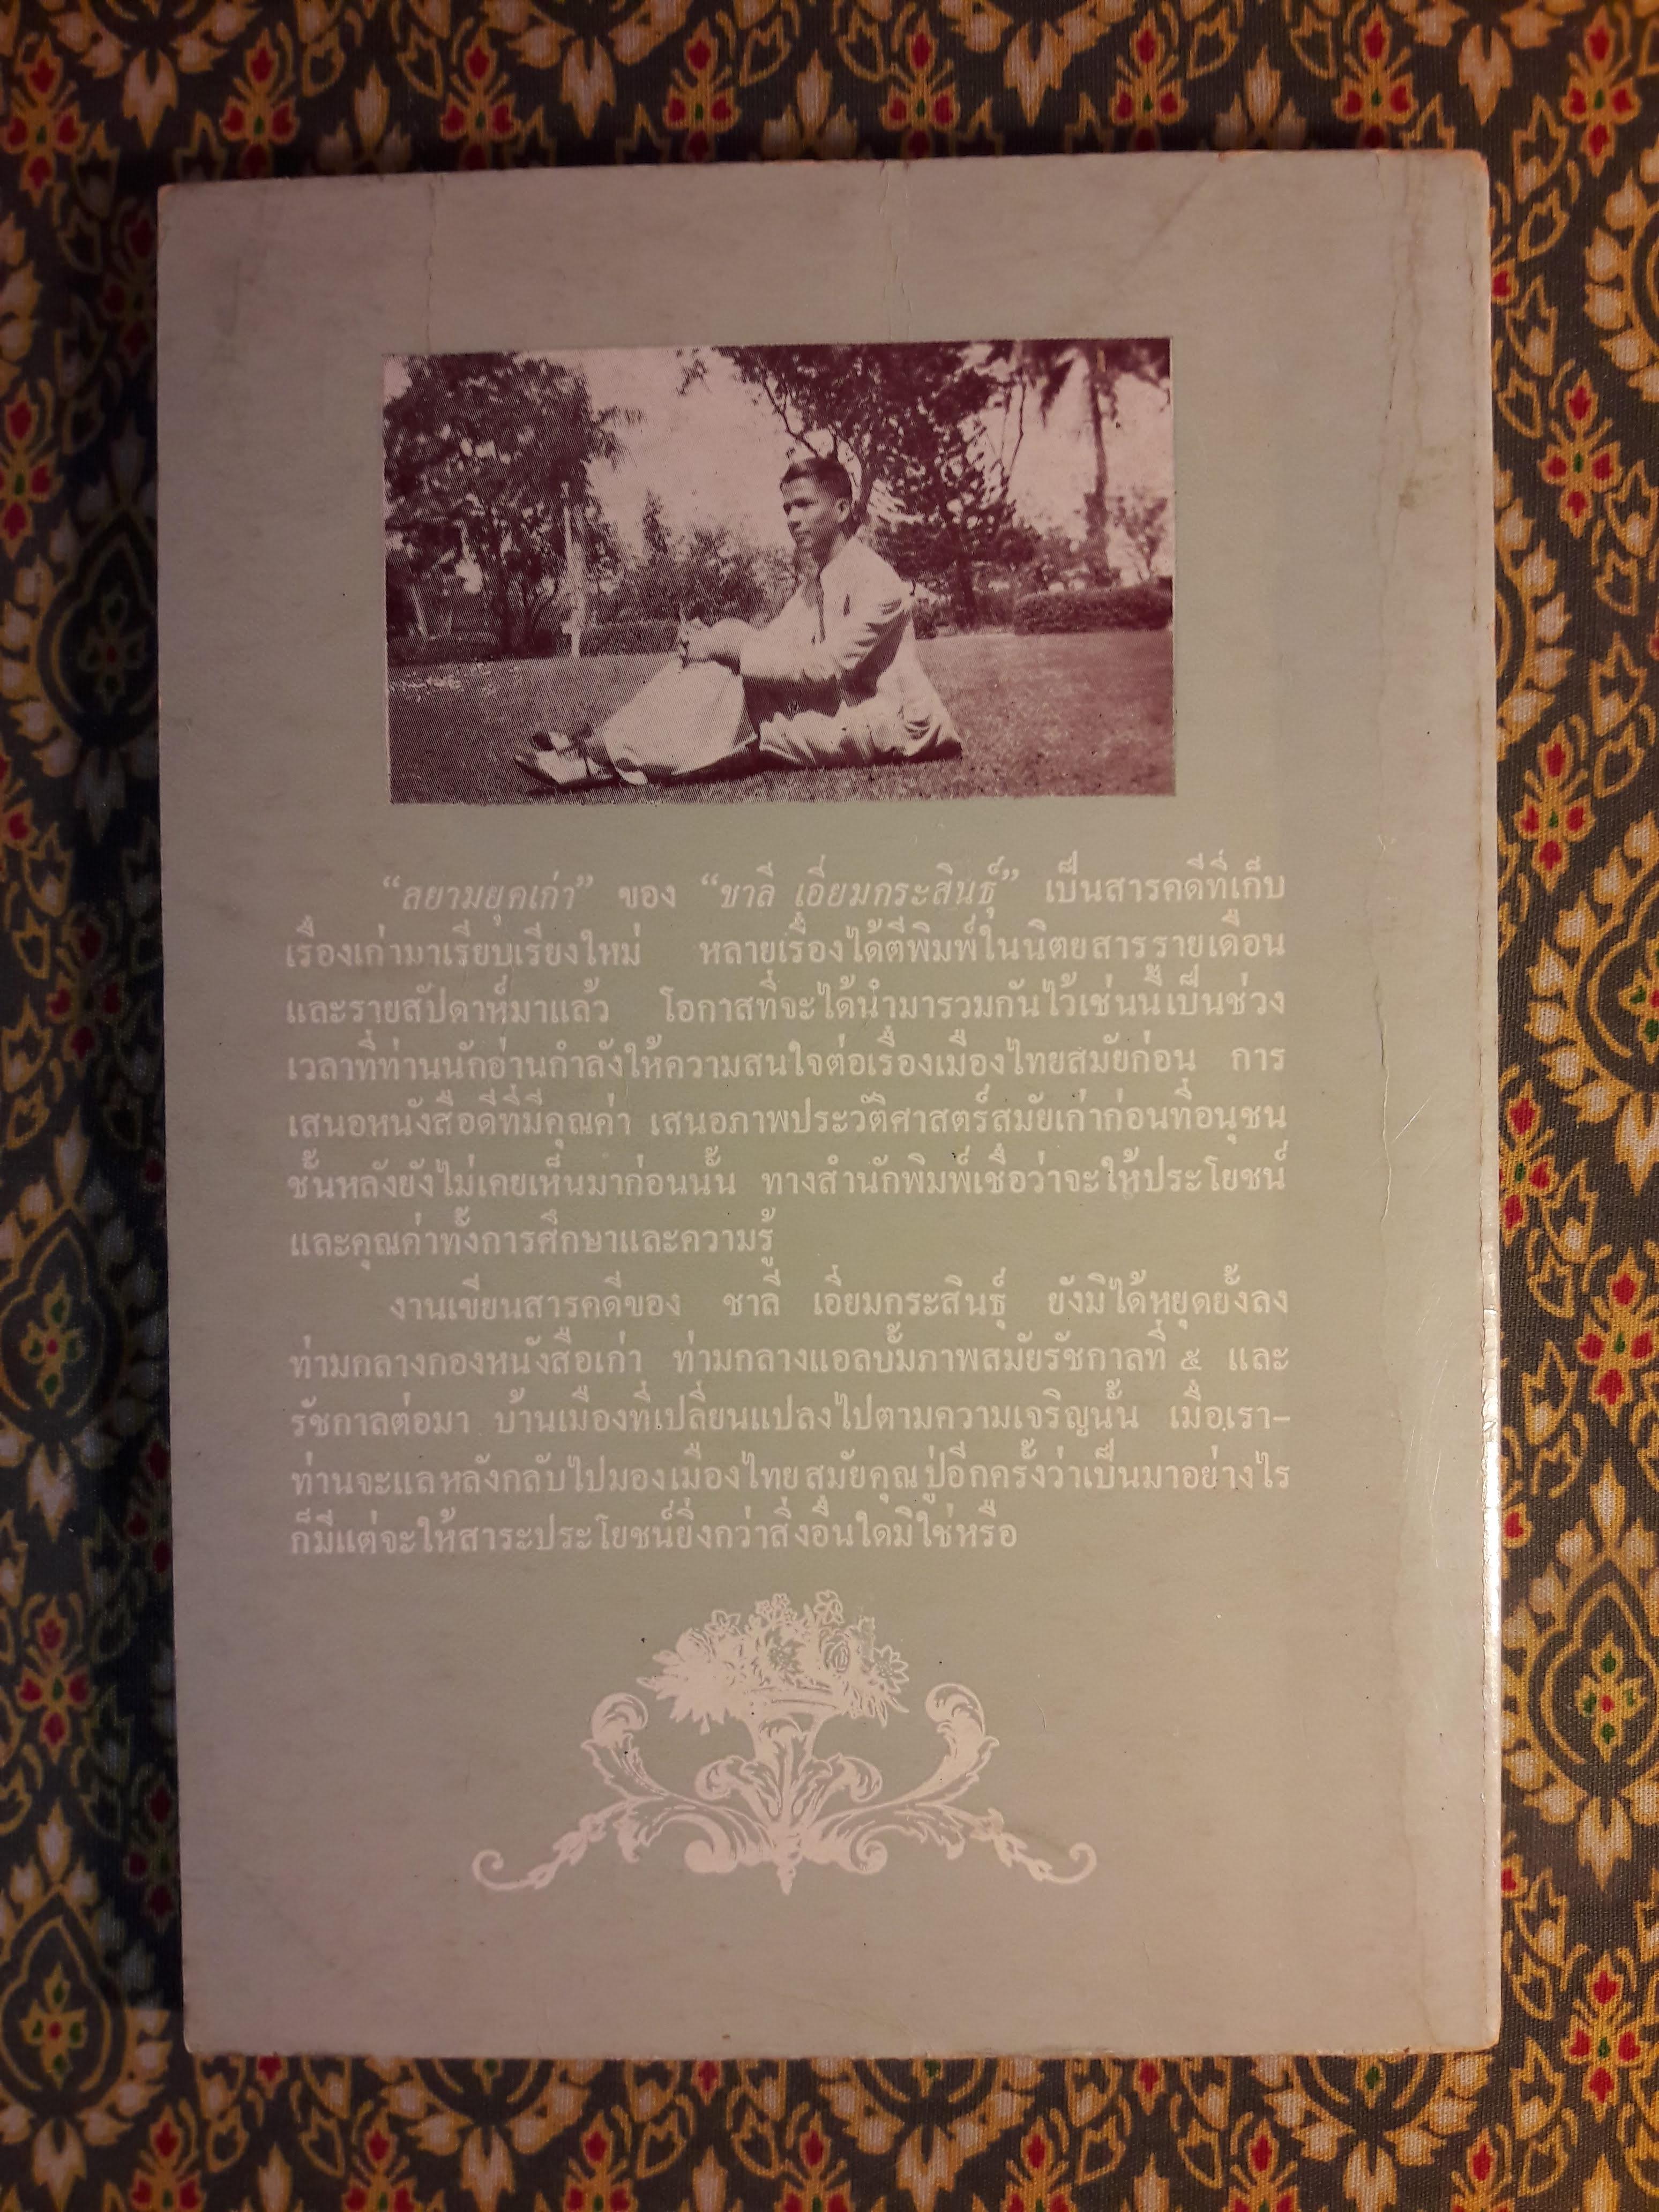 “ลยามยุคเก่า” ของ “ชาลี เอี่ยมกระสินธุ์” เป็นสารคดีที่เก็บ
เรื่องเก่ามาเรียบเรียงใหม่ หลายเรื่องได้ตีพิมพ์ในนิตยสารรายเดือน
และรายสัปดาห์มาแล้ว โอกาสที่จะได้นำมารวมกันไว้เช่นนี้เป็นช่วง
เวลาที่ท่านนักอ่านกำลังให้ความสนใจต่อเรื่องเมืองไทยสมัยก่อน การ
เสนอหนังสือดีที่มีคุณค่า เสนอภาพประวัติศาสตร์สมัยเก่าก่อนที่อนุชน
ชั้นหลังยังไม่เคยเห็นมาก่อนนั้น ทางสำนักพิมพ์เชื่อว่าจะให้ประโยชน์
และคุณค่าทั้งการศึกษาและความรู้
งานเขียนสารคดีของ ชาลี เอี่ยมกระสินธุ์ ยังมิได้หยุดยั้งลง
ท่ามกลางกองหนังสือเก่า ท่ามกลางแอลบั้มภาพสมัยรัชกาลที่ ๕ และ
รัชกาลต่อมา บ้านเมืองที่เปลี่ยนแปลงไปตามความเจริญนั้น เมื่อเรา-
ท่านจะแลหลังกลับไปมองเมืองไทยสมัยคุณปู่อีกครั้งว่าเป็นมาอย่างไร
ก็มีแต่จะให้สาระประโยชน์ยิ่งกว่าสิ่งอื่นใดมิใช่หรือ